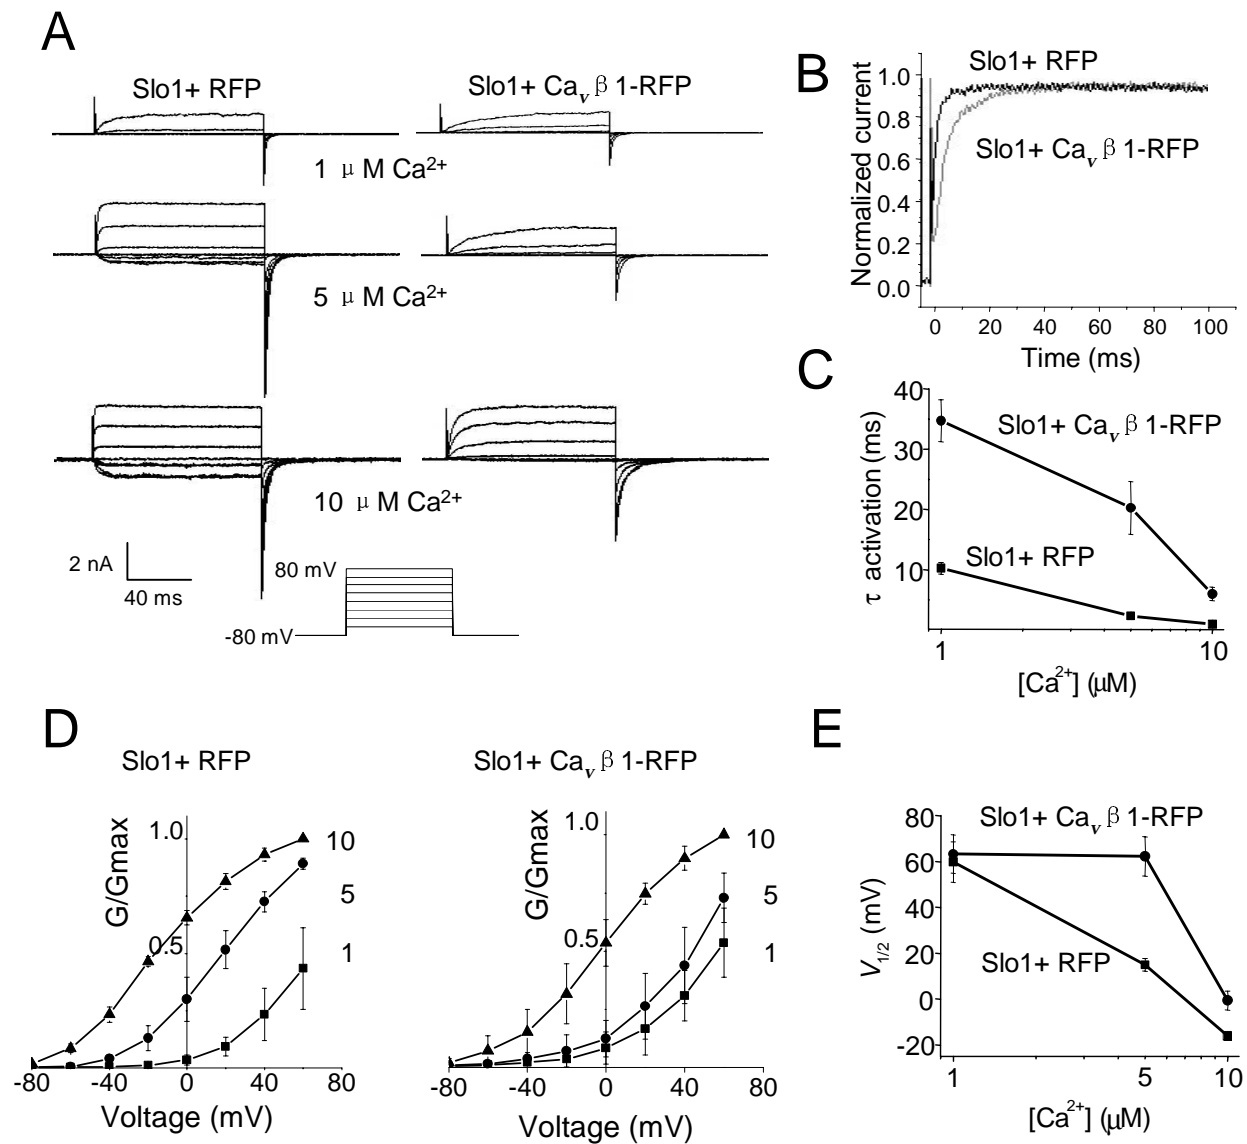 A
Slo1+ RFP
Slo1+ Cavβ1-RFP
1 μM Ca2+
5 μM Ca2+
10 μM Ca2+
2 nA
40 ms
80 mV
-80 mV
B
Slo1+ RFP
Slo1+ Cavβ1-RFP
Normalized current
1.0
0.8
0.6
0.4
0.2
0.0
0 20 40 60 80 100
Time (ms)
C
Slo1+ Cavβ1-RFP
Slo1+ RFP
τ activation (ms)
40
30
20
10
1 10
[Ca2+] (μM)
D
Slo1+ RFP
G/Gmax
1.0
0.5
10
5
1
-80 -40 0 40 80
Voltage (mV)
Slo1+ Cavβ1-RFP
G/Gmax
1.0
0.5
10
5
1
-80 -40 0 40 80
Voltage (mV)
E
Slo1+ Cavβ1-RFP
Slo1+ RFP
V1/2 (mV)
80
60
40
20
0
-20
1 5 10
[Ca2+] (μM)